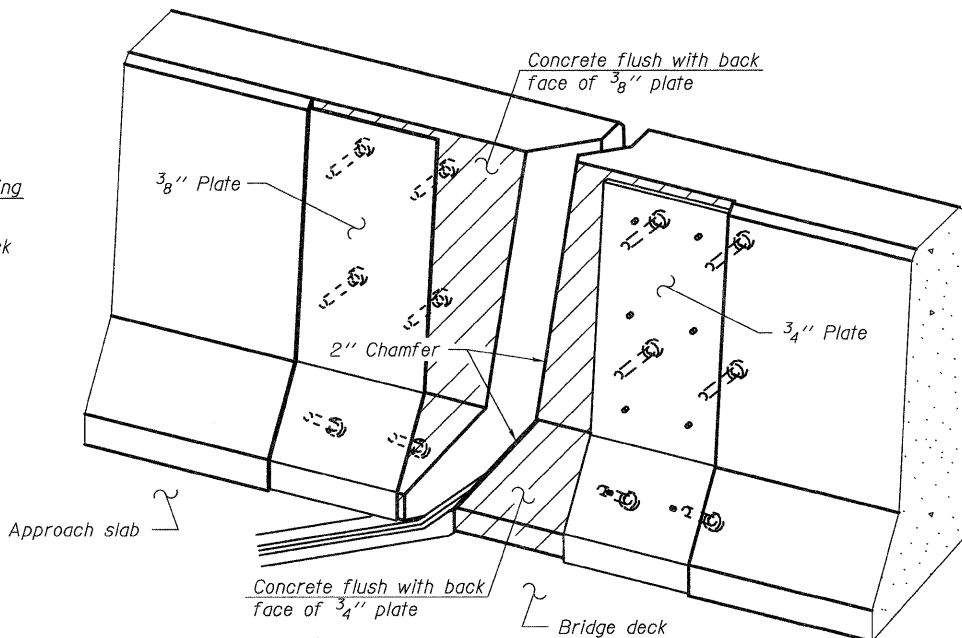 Concrete flush with back
face of 3/8" plate
ing
3/8" Plate
k
3/4" Plate
2" Chamfer
Approach slab
Concrete flush with back
face of 3/4" plate
Bridge deck